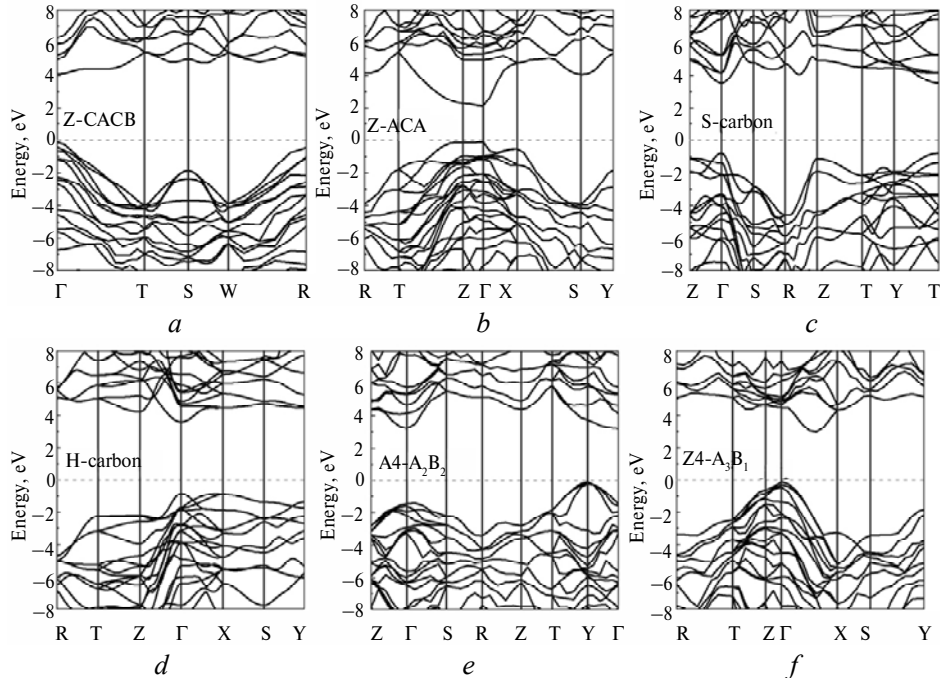 8 8 8
6 6 6
4 4 4
2 2 2
0 0 0
−2 −2 −2
−4 −4 −4
−6 −6 −6
−8 −8 −8
Energy, eV Energy, eV Energy, eV
Z-CACB Z-ACA S-carbon
Γ T S W R R T Z Γ X S Y Z Γ S R Z T Y T
a b c
8 8 8
6 6 6
4 4 4
2 2 2
0 0 0
−2 −2 −2
−4 −4 −4
−6 −6 −6
−8 −8 −8
Energy, eV Energy, eV Energy, eV
H-carbon A4-A₂B₂ Z4-A₃B₁
R T Z Γ X S Y Z Γ S R Z T Y Γ R T Z Γ X S Y
d e f